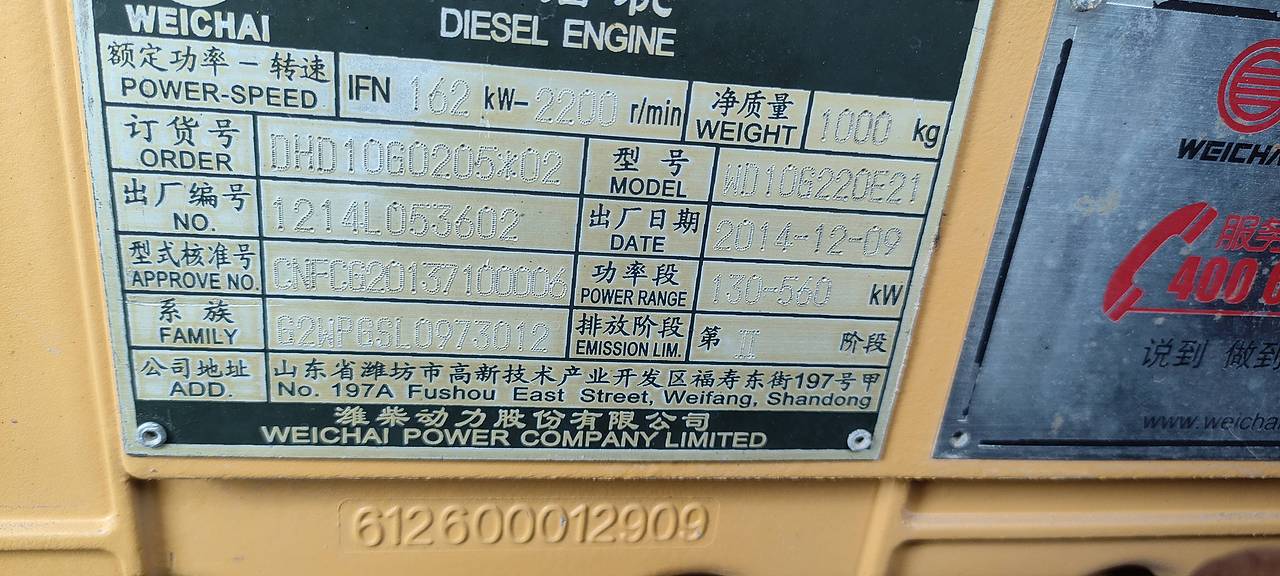 WEICHAI
DIESEL ENGINE
额定功率－转速 IFN 162 kW- 2200 r/min 净质量 1000 kg
POWER-SPEED WEIGHT
订货号 DHD10G0205*02 型号 WD10G220E21
ORDER MODEL
出厂编号 1214L053602 出厂日期 2014-12-09
NO. DATE
型式核准号 CNFCG20137100006 功率段 130-560 kW
APPROVE NO. POWER RANGE
系族 G2WPGSL0973012 排放阶段 第 II 阶段
FAMILY EMISSION LIM.
公司地址 山东省潍坊市高新技术产业开发区福寿东街197号甲
ADD. No. 197A Fushou East Street, Weifang, Shandong
潍柴动力股份有限公司
WEICHAI POWER COMPANY LIMITED
612600012909
WEICHAI
服务
400
说到 做到
www.weichai